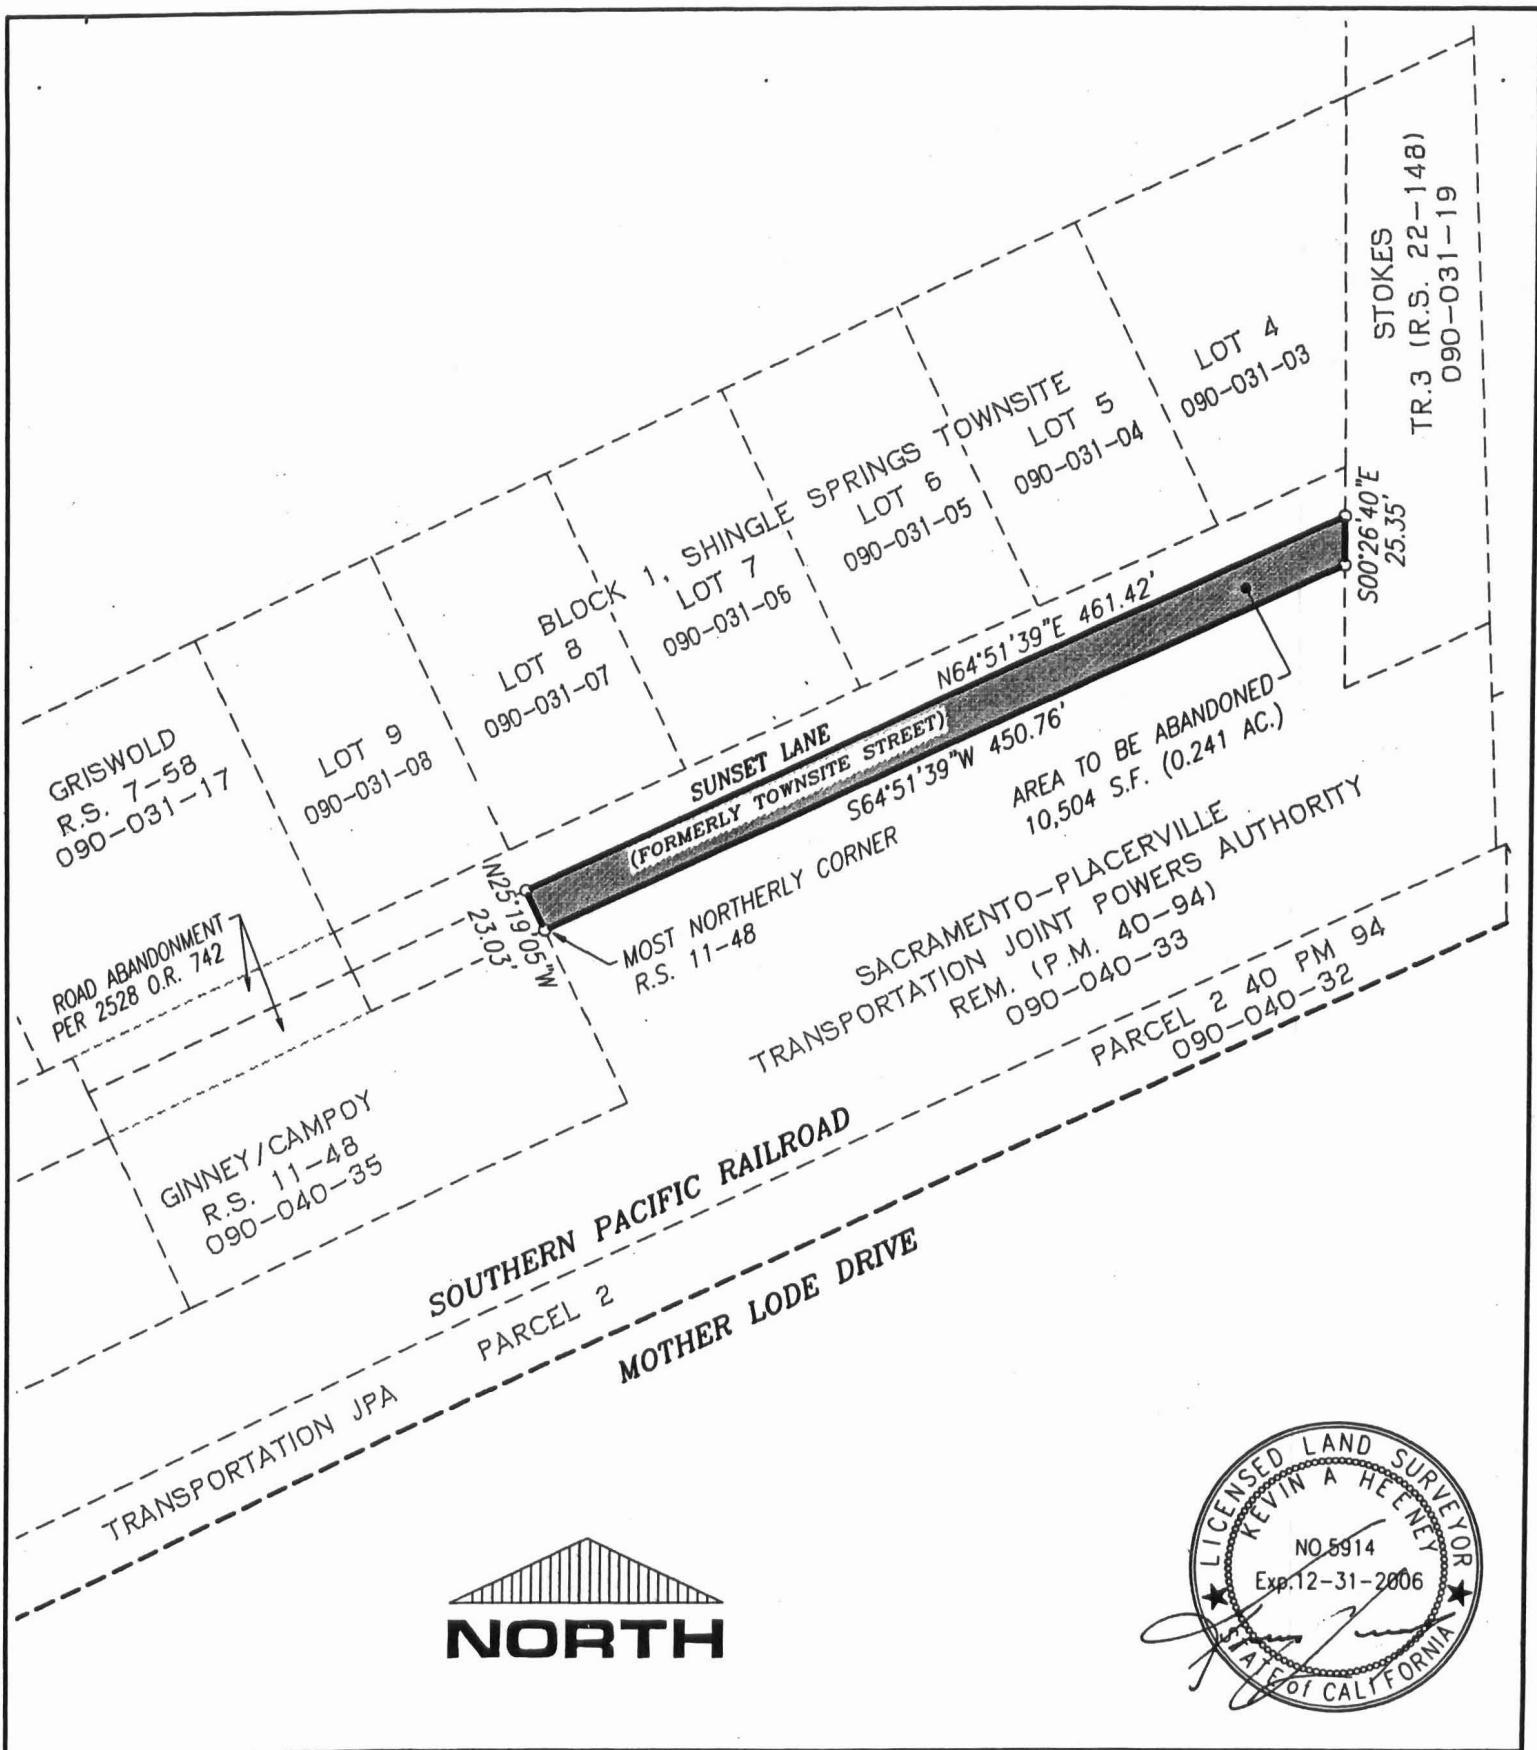 STOKES
TR.3 (R.S. 22-148)
090-031-19
LOT 4
090-031-03
LOT 5
090-031-04
BLOCK 1, SHINGLE SPRINGS TOWNSITE
LOT 6
090-031-05
LOT 7
090-031-06
LOT 8
090-031-07
LOT 9
090-031-08
GRISWOLD
R.S. 7-58
090-031-17
S00°26'40"E
25.35'
N64°51'39"E 461.42'
SUNSET LANE
(FORMERLY TOWNSITE STREET)
S64°51'39"W 450.76'
AREA TO BE ABANDONED
10,504 S.F. (0.241 AC.)
N25°19'05"W
23.03'
MOST NORTHERLY CORNER
R.S. 11-48
ROAD ABANDONMENT
PER 2528 O.R. 742
SACRAMENTO-PLACERVILLE
TRANSPORTATION JOINT POWERS AUTHORITY
REM. (P.M. 40-94)
090-040-33
PARCEL 2 40 PM 94
090-040-32
GINNEY/CAMPOY
R.S. 11-48
090-040-35
SOUTHERN PACIFIC RAILROAD
PARCEL 2
TRANSPORTATION JPA
MOTHER LODE DRIVE
NORTH
LICENSED LAND SURVEYOR
KEVIN A HEENEY
NO.5914
Exp.12-31-2006
STATE of CALIFORNIA